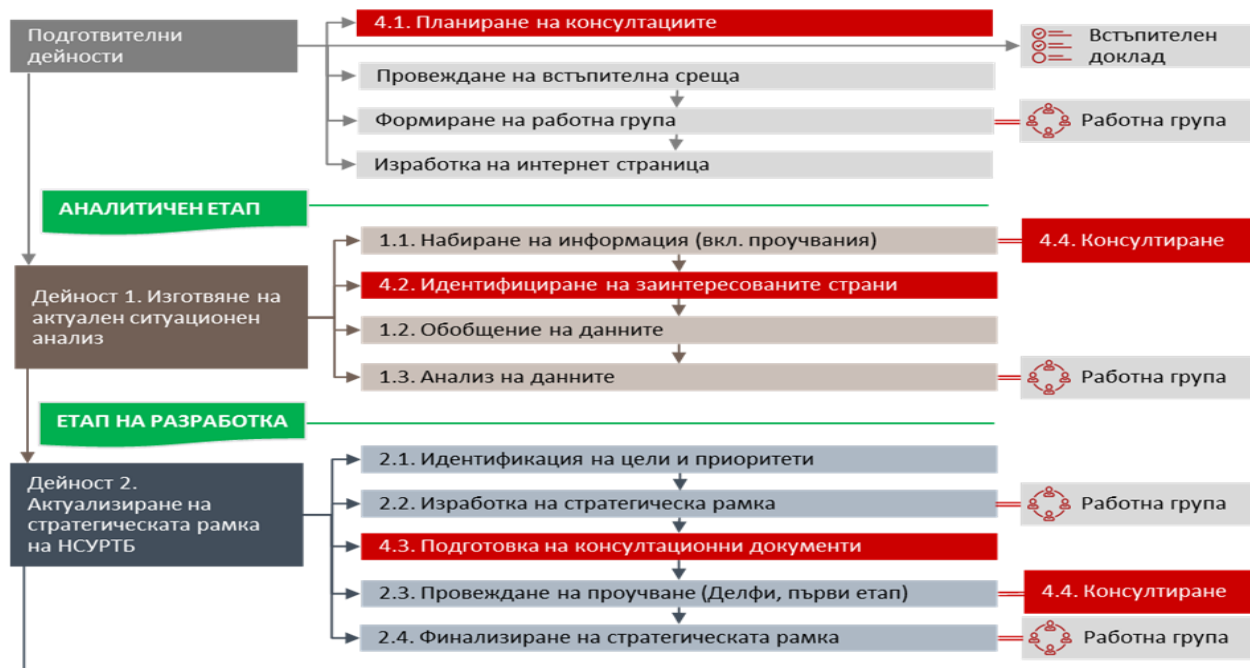 4.1. Планиране на консултациите
Подготвителни
дейности
Встъпителен
доклад
Провеждане на встъпителна среща
Формиране на работна група
Работна група
Изработка на интернет страница
АНАЛИТИЧЕН ЕТАП
1.1. Набиране на информация (вкл. проучвания)
4.4. Консултиране
Дейност 1. Изготвяне на
актуален ситуационен
анализ
4.2. Идентифициране на заинтересованите страни
1.2. Обобщение на данните
1.3. Анализ на данните
Работна група
ЕТАП НА РАЗРАБОТКА
2.1. Идентификация на цели и приоритети
Дейност 2.
Актуализиране на
стратегическата рамка
на НСУРТБ
2.2. Изработка на стратегическа рамка
Работна група
4.3. Подготовка на консултационни документи
2.3. Провеждане на проучване (Делфи, първи етап)
4.4. Консултиране
2.4. Финализиране на стратегическата рамка
Работна група